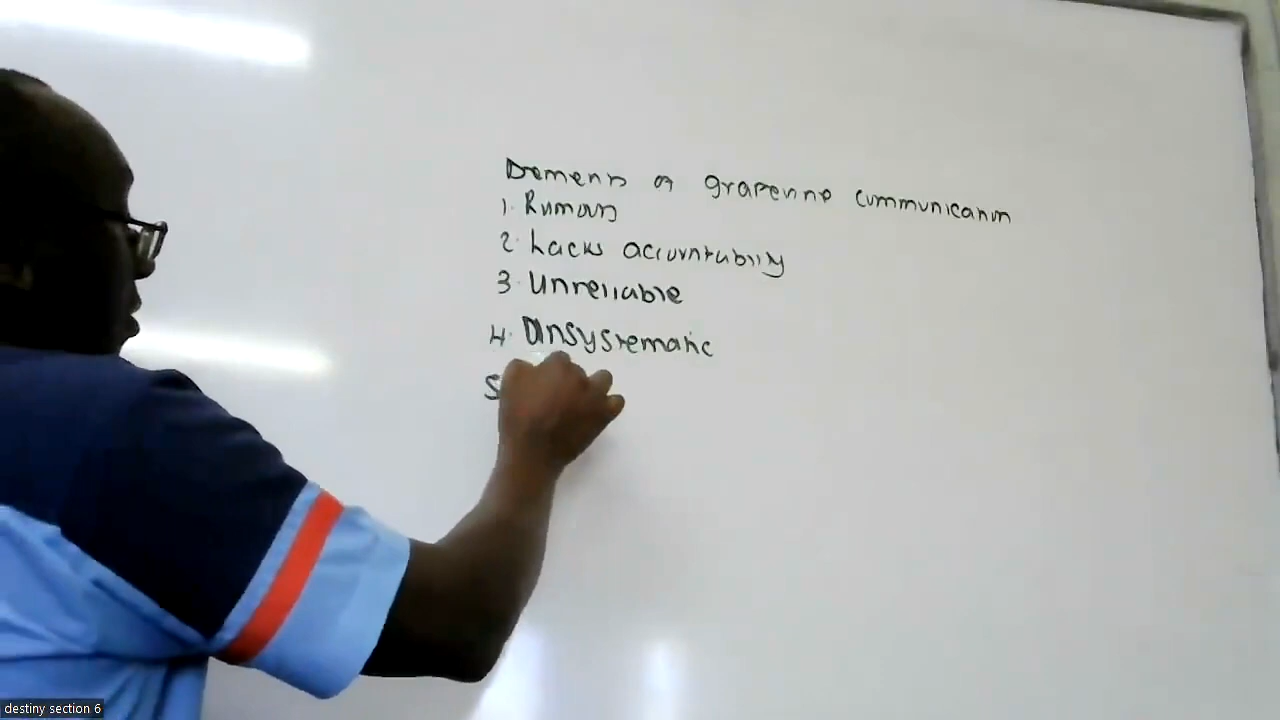 Demerits of grapevine communication
1. Rumours
2. Lacks accountability
3. Unreliable
4. Unsystematic
5
destiny section 6